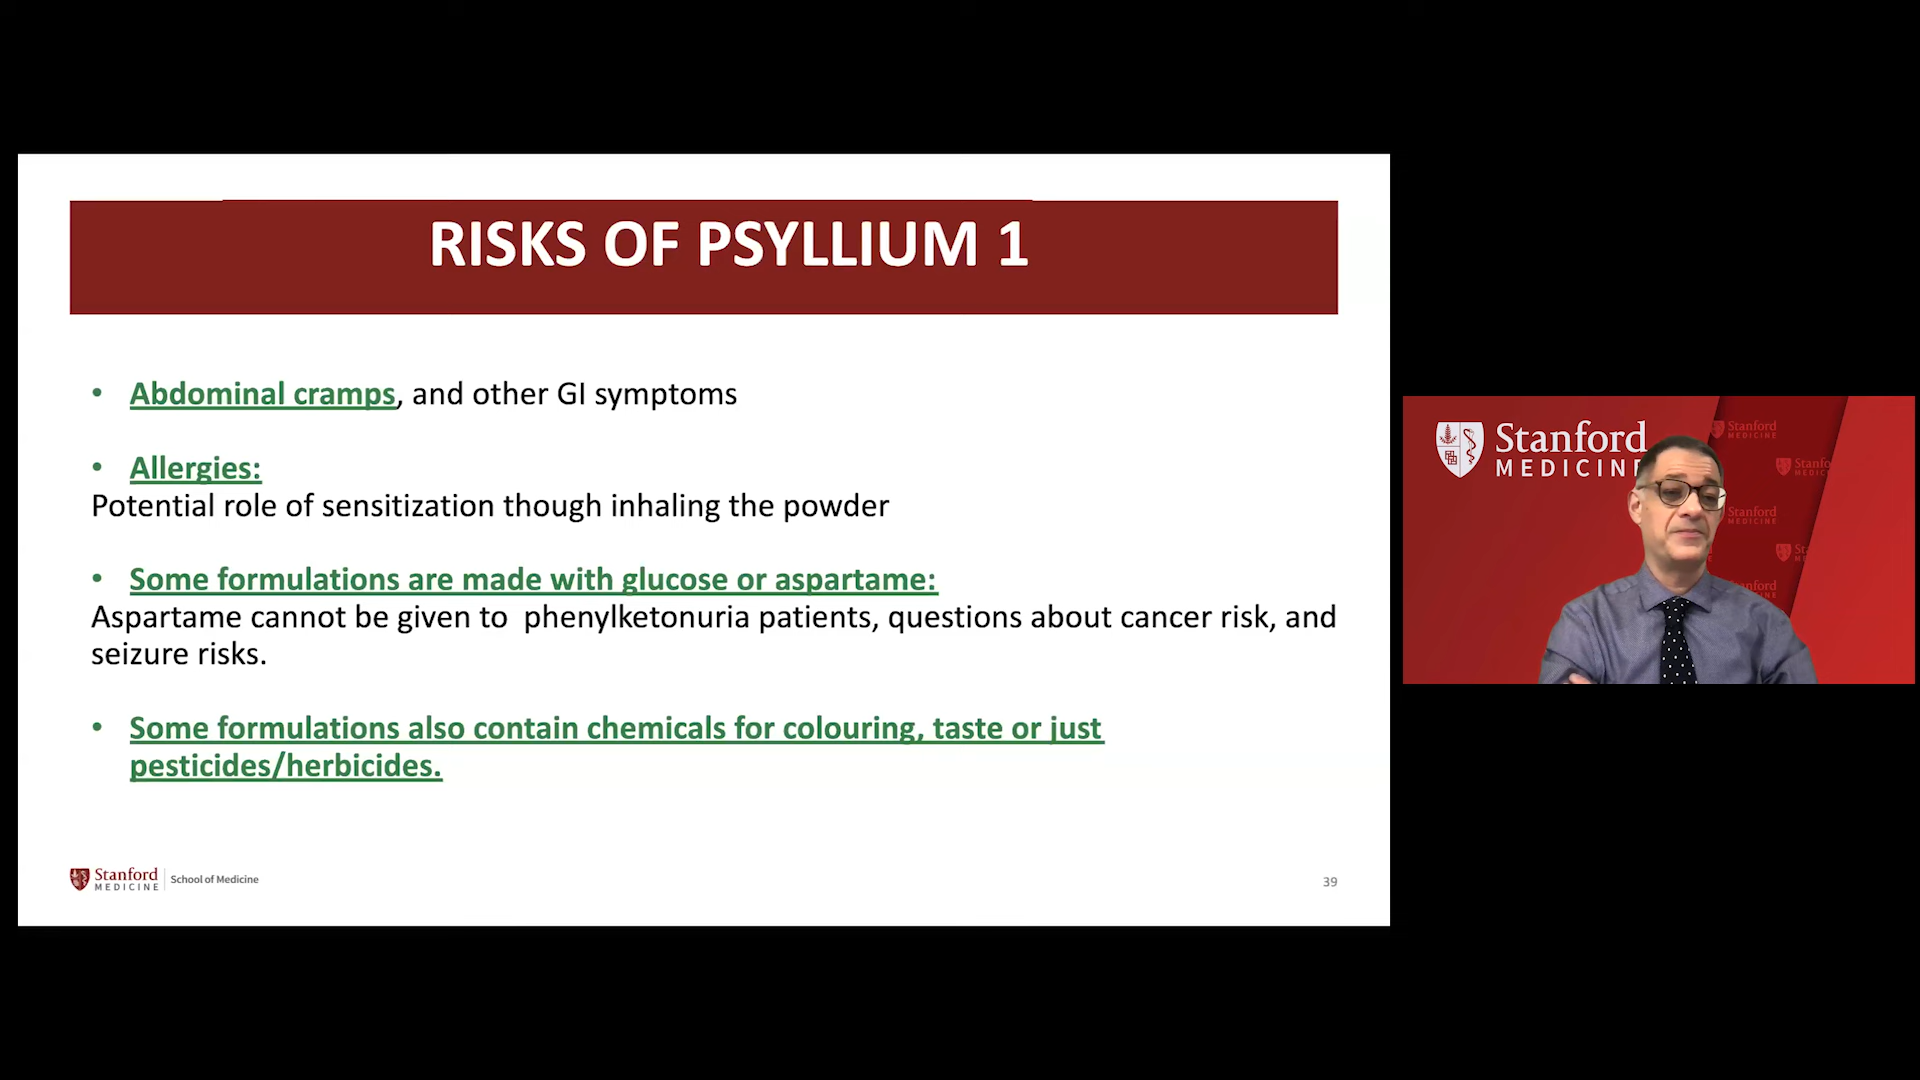 RISKS OF PSYLLIUM 1
• Abdominal cramps, and other GI symptoms
• Allergies:
Potential role of sensitization though inhaling the powder
• Some formulations are made with glucose or aspartame:
Aspartame cannot be given to phenylketonuria patients, questions about cancer risk, and
seizure risks.
• Some formulations also contain chemicals for colouring, taste or just
pesticides/herbicides.
Stanford
MEDICINE
School of Medicine
39
Stanford
MEDICINE
Stanford
MEDICINE
Stanford